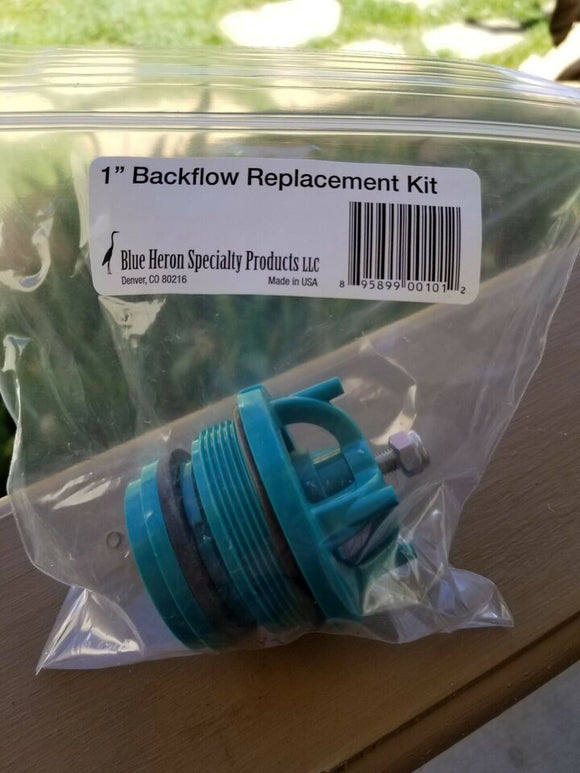 1” Backflow Replacement Kit
Blue Heron Specialty Products LLC
Denver, CO 80216 Made in USA
8 95899 00101 2